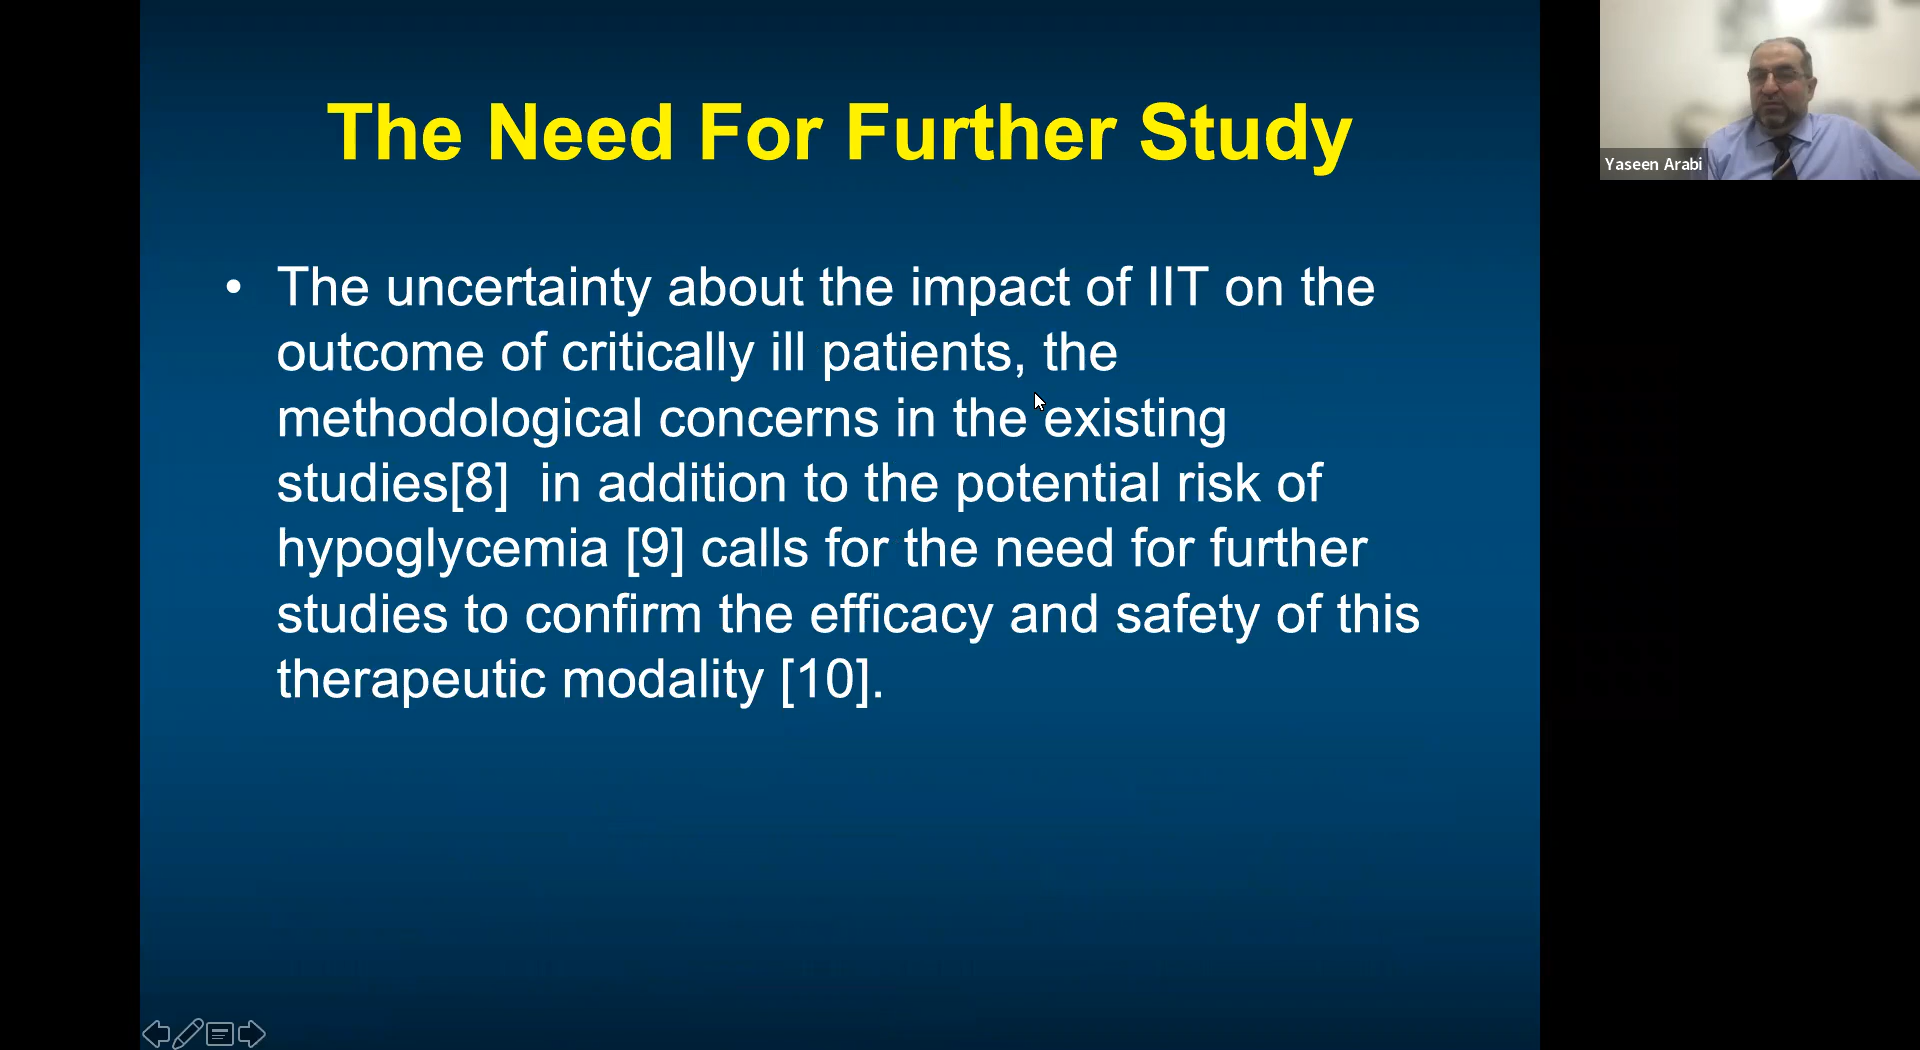 The Need For Further Study
• The uncertainty about the impact of IIT on the
outcome of critically ill patients, the
methodological concerns in the existing
studies[8]  in addition to the potential risk of
hypoglycemia [9] calls for the need for further
studies to confirm the efficacy and safety of this
therapeutic modality [10].
Yaseen Arabi